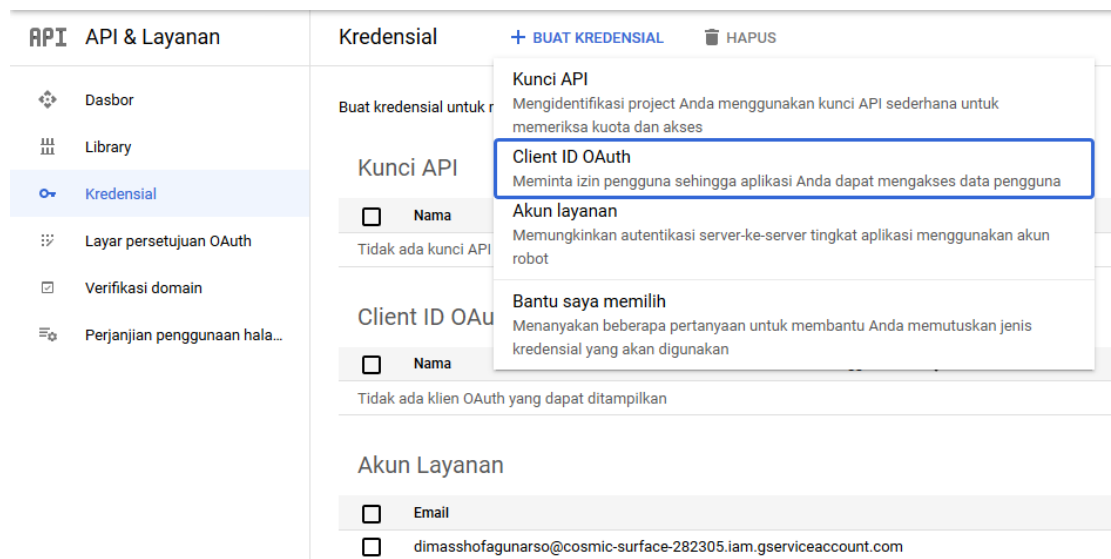 API API & Layanan
Dasbor
Library
Kredensial
Layar persetujuan OAuth
Verifikasi domain
Perjanjian penggunaan hala...
Kredensial
+ BUAT KREDENSIAL
HAPUS
Buat kredensial untuk
Kunci API
Mengidentifikasi project Anda menggunakan kunci API sederhana untuk
memeriksa kuota dan akses
Client ID OAuth
Meminta izin pengguna sehingga aplikasi Anda dapat mengakses data pengguna
Akun layanan
Memungkinkan autentikasi server-ke-server tingkat aplikasi menggunakan akun
robot
Bantu saya memilih
Menanyakan beberapa pertanyaan untuk membantu Anda memutuskan jenis
kredensial yang akan digunakan
Kunci API
Nama
Tidak ada kunci API
Client ID OAu
Nama
Tidak ada klien OAuth yang dapat ditampilkan
Akun Layanan
Email
dimasshofagunarso@cosmic-surface-282305.iam.gserviceaccount.com